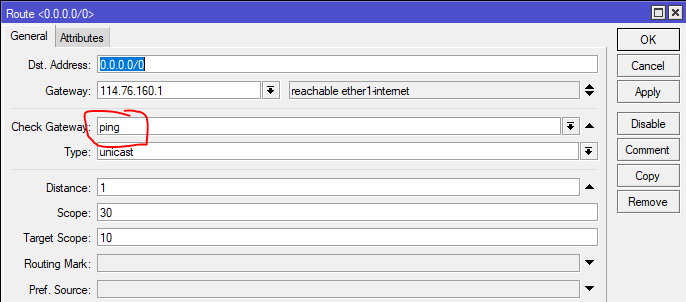 Route <0.0.0.0/0>
General Attributes
OK
Dst. Address: 0.0.0.0/0
Cancel
Gateway: 114.76.160.1 reachable ether1-internet
Apply
Check Gateway: ping
Disable
Type: unicast
Comment
Copy
Distance: 1
Remove
Scope: 30
Target Scope: 10
Routing Mark:
Pref. Source: